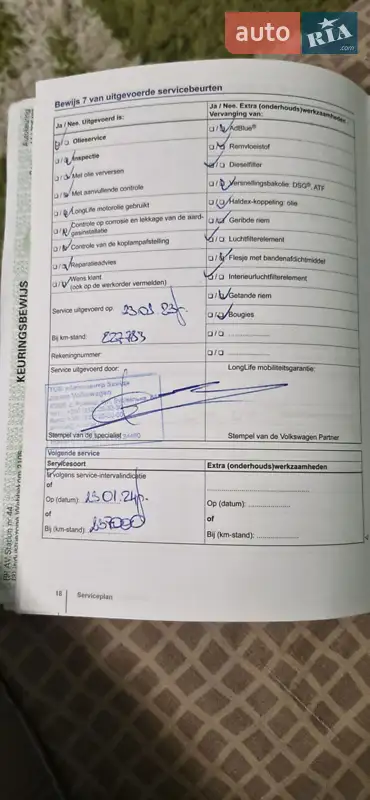 auto RIA .com
Bewijs 7 van uitgevoerde servicebeurten
Ja / Nee. Uitgevoerd is:
Oliéservice
Inspectie
Met olie verversen
Met aanvullende controle
LongLife motorolie gebruikt
Controle op corrosie en lekkage van de aard-
gasinstallatie
Controle van de koplampafstelling
Reparatieadvies
Wens klant
(ook op de werkorder vermelden)
Service uitgevoerd op: 23 01 23 r.
Bij km-stand:
Rekeningnummer:
Service uitgevoerd door:
Stempel van de specialist
Ja / Nee. Extra (onderhouds)werkzaamheden
Vervanging van:
AdBlue®
Remvloeistof
Dieselfilter
Versnellingsbakolie: DSG®, ATF
Haldex-koppeling: olie
Geribde riem
Luchtfilterelement
Flesje met bandenafdichtmiddel
Interieurluchtfilterelement
Getande riem
Bougies
LongLife mobiliteitsgarantie:
Stempel van de Volkswagen Partner
Volgende service
Servicesoort
Volgens service-intervalindicatie
of
Op (datum): 23 01.24 r.
of
Bij (km-stand):
Extra (onderhouds)werkzaamheden
Op (datum):
of
Bij (km-stand):
18 Serviceplan
KEURINGSBEWIJS